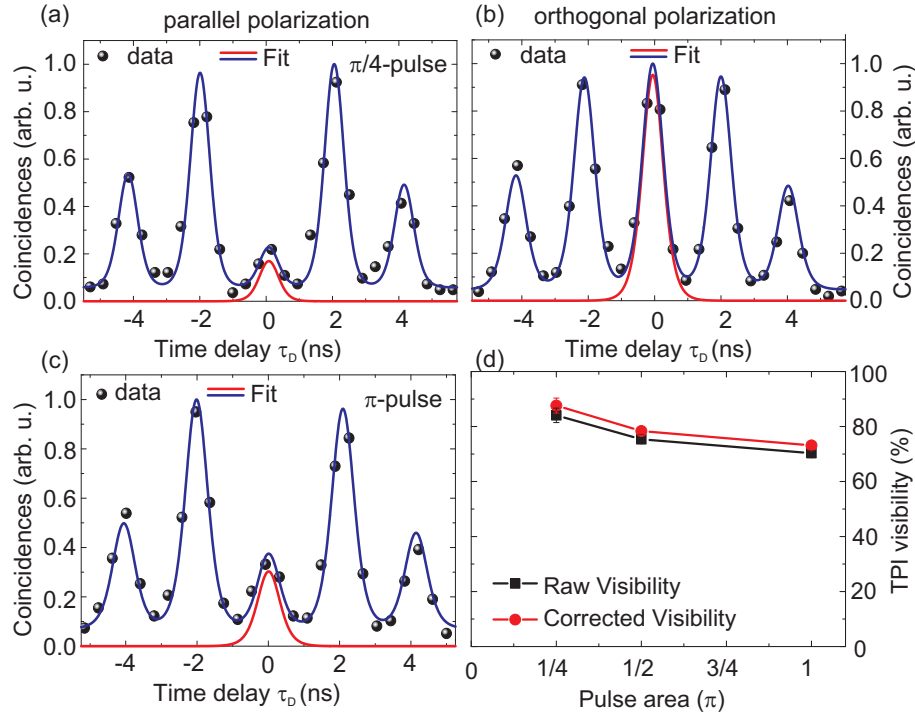 (a) parallel polarization
data Fit π/4-pulse
Coincidences (arb. u.)
1.0
0.8
0.6
0.4
0.2
0.0
-4 -2 0 2 4
Time delay τD (ns)
(b) orthogonal polarization
data Fit
Coincidences (arb. u.)
1.0
0.8
0.6
0.4
0.2
0.0
-4 -2 0 2 4
Time delay τD (ns)
(c)
data Fit π-pulse
Coincidences (arb. u.)
1.0
0.8
0.6
0.4
0.2
0.0
-4 -2 0 2 4
Time delay τD (ns)
(d)
100
80
60
40
20
0
TPI visibility (%)
Raw Visibility
Corrected Visibility
0 1/4 1/2 3/4 1
Pulse area (π)